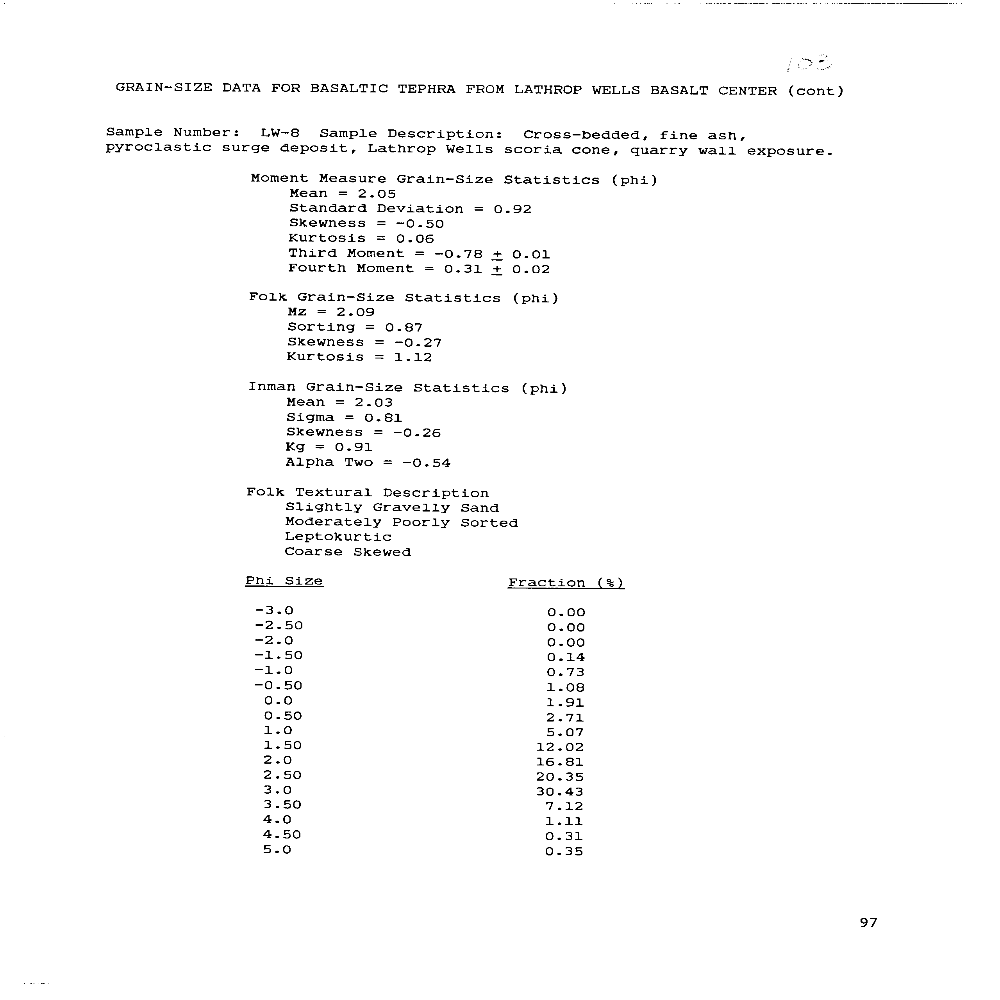 103
GRAIN-SIZE DATA FOR BASALTIC TEPHRA FROM LATHROP WELLS BASALT CENTER (cont)
Sample Number: LW-8 Sample Description: Cross-bedded, fine ash,
pyroclastic surge deposit, Lathrop Wells scoria cone, quarry wall exposure.
Moment Measure Grain-Size Statistics (phi)
Mean = 2.05
Standard Deviation = 0.92
Skewness = -0.50
Kurtosis = 0.06
Third Moment = -0.78 ± 0.01
Fourth Moment = 0.31 ± 0.02
Folk Grain-Size Statistics (phi)
Mz = 2.09
Sorting = 0.87
Skewness = -0.27
Kurtosis = 1.12
Inman Grain-Size Statistics (phi)
Mean = 2.03
Sigma = 0.81
Skewness = -0.26
Kg = 0.91
Alpha Two = -0.54
Folk Textural Description
Slightly Gravelly Sand
Moderately Poorly Sorted
Leptokurtic
Coarse Skewed
Phi Size Fraction (%)
-3.0 0.00
-2.50 0.00
-2.0 0.00
-1.50 0.14
-1.0 0.73
-0.50 1.08
0.0 1.91
0.50 2.71
1.0 5.07
1.50 12.02
2.0 16.81
2.50 20.35
3.0 30.43
3.50 7.12
4.0 1.11
4.50 0.31
5.0 0.35
97